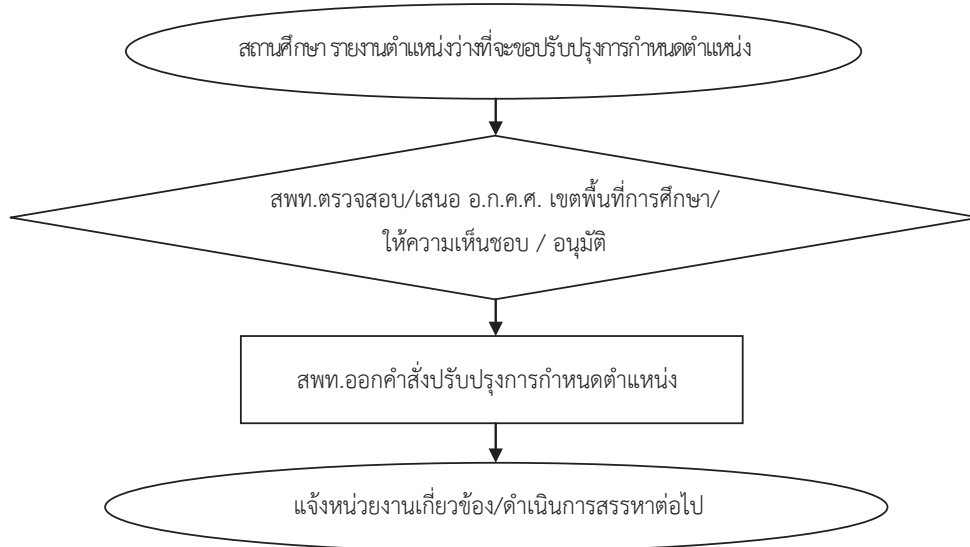 สถานศึกษา รายงานตำแหน่งว่างที่จะขอปรับปรุงการกำหนดตำแหน่ง
สพท.ตรวจสอบ/เสนอ อ.ก.ค.ศ. เขตพื้นที่การศึกษา/
ให้ความเห็นชอบ / อนุมัติ
สพท.ออกคำสั่งปรับปรุงการกำหนดตำแหน่ง
แจ้งหน่วยงานเกี่ยวข้อง/ดำเนินการสรรหาต่อไป